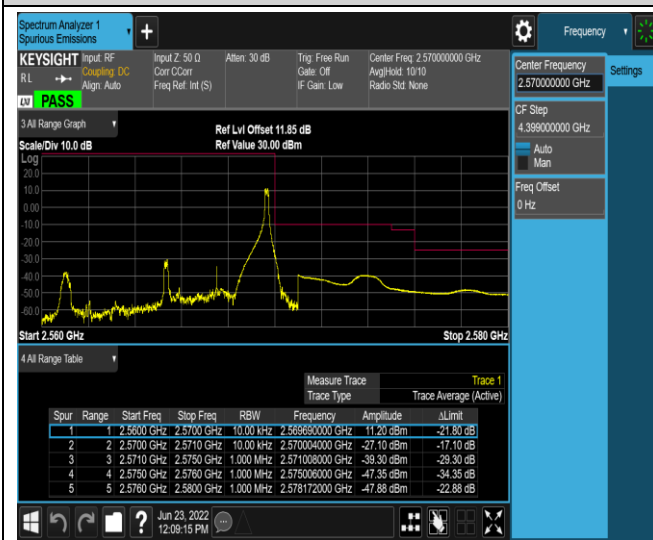 Spectrum Analyzer 1
Spurious Emissions
Frequency
KEYSIGHT
Input: RF
Coupling: DC
Align: Auto
Input Z: 50 Ω
Corr CCorr
Freq Ref: Int (S)
Atten: 30 dB
Trig: Free Run
Gate: Off
IF Gain: Low
Center Freq: 2.570000000 GHz
Avg|Hold: 10/10
Radio Std: None
RL
LXI
PASS
Center Frequency
2.570000000 GHz
Settings
CF Step
4.399000000 GHz
Auto
Man
Freq Offset
0 Hz
3 All Range Graph
Scale/Div 10.0 dB
Ref Lvl Offset 11.85 dB
Ref Value 30.00 dBm
Log
20.0
10.0
0.00
-10.0
-20.0
-30.0
-40.0
-50.0
-60.0
Start 2.560 GHz
Stop 2.580 GHz
4 All Range Table
Measure Trace Trace 1
Trace Type Trace Average (Active)
Spur Range Start Freq Stop Freq RBW Frequency Amplitude ΔLimit
1 1 2.5600 GHz 2.5700 GHz 10.00 kHz 2.569690000 GHz 11.20 dBm -21.80 dB
2 2 2.5700 GHz 2.5710 GHz 10.00 kHz 2.570004000 GHz -27.10 dBm -17.10 dB
3 3 2.5710 GHz 2.5750 GHz 1.000 MHz 2.571008000 GHz -39.30 dBm -29.30 dB
4 4 2.5750 GHz 2.5760 GHz 1.000 MHz 2.575006000 GHz -47.35 dBm -34.35 dB
5 5 2.5760 GHz 2.5800 GHz 1.000 MHz 2.578172000 GHz -47.88 dBm -22.88 dB
?
Jun 23, 2022
12:09:15 PM